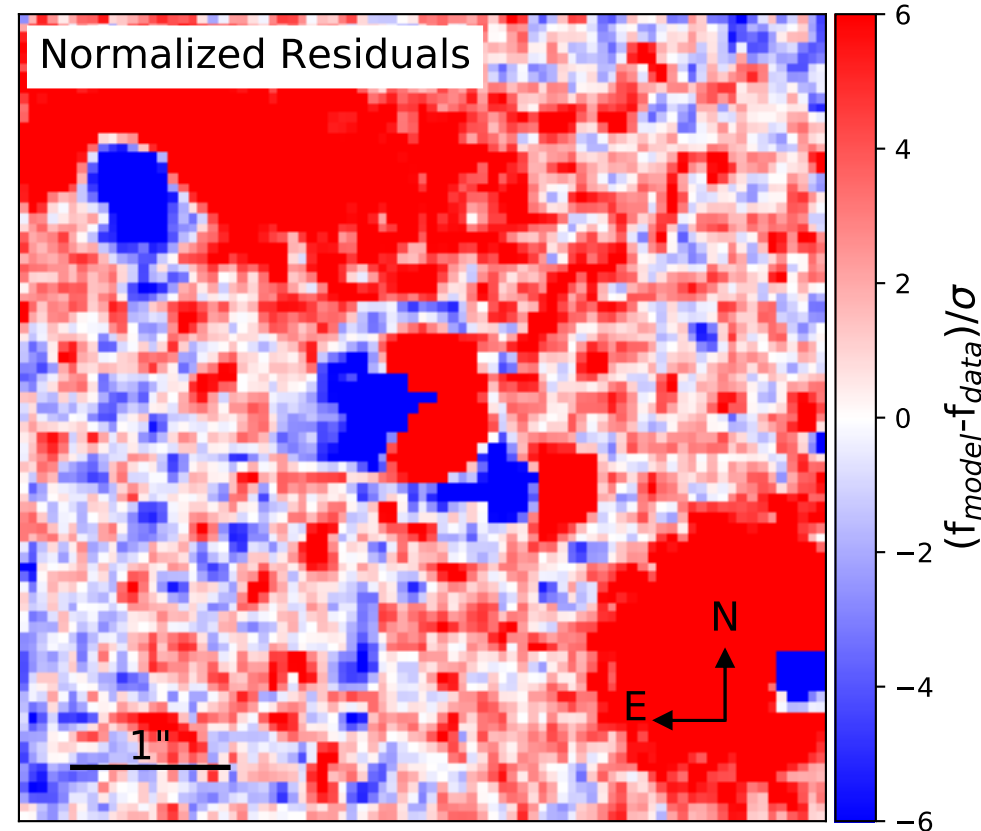 Normalized Residuals
N
E
1"
6
4
2
0
−2
−4
−6
(f_model-f_data)/σ